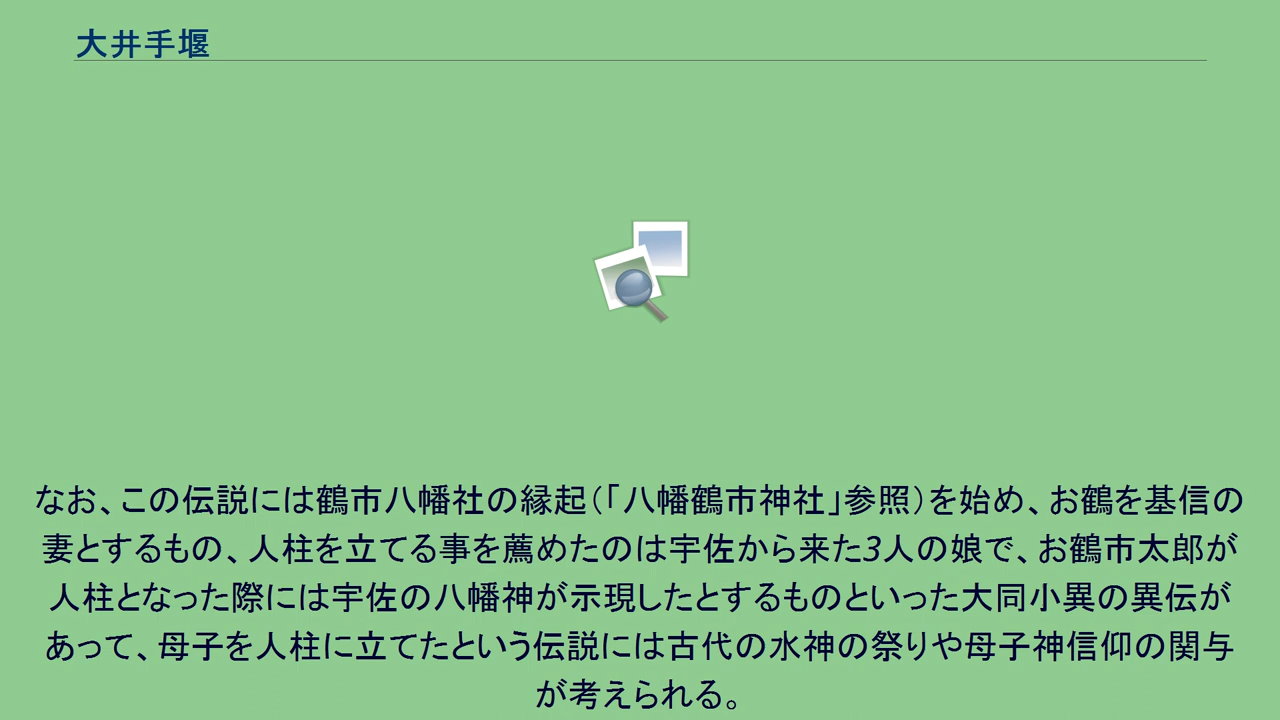 大井手堰
なお、この伝説には鶴市八幡社の縁起(「八幡鶴市神社」参照)を始め、お鶴を基信の
妻とするもの、人柱を立てる事を薦めたのは宇佐から来た3人の娘で、お鶴市太郎が
人柱となった際には宇佐の八幡神が示現したとするものといった大同小異の異伝が
あって、母子を人柱に立てたという伝説には古代の水神の祭りや母子神信仰の関与
が考えられる。